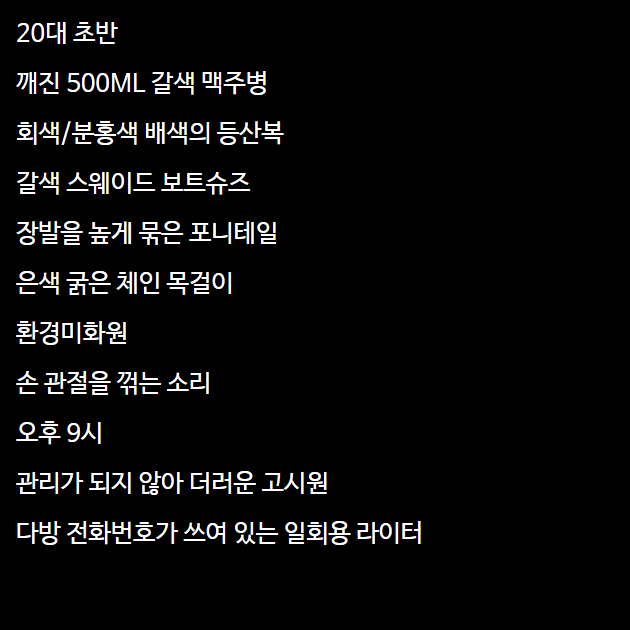 20대 초반
깨진 500ML 갈색 맥주병
회색/분홍색 배색의 등산복
갈색 스웨이드 보트슈즈
장발을 높게 묶은 포니테일
은색 굵은 체인 목걸이
환경미화원
손 관절을 꺾는 소리
오후 9시
관리가 되지 않아 더러운 고시원
다방 전화번호가 쓰여 있는 일회용 라이터